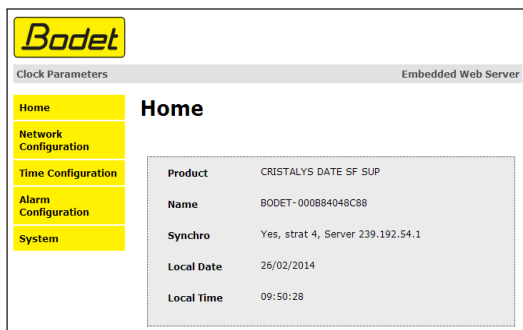 Bodet
Clock Parameters Embedded Web Server
Home
Network
Configuration
Time Configuration
Alarm
Configuration
System
Home
Product CRISTALYS DATE SF SUP
Name BODET-000B84048C88
Synchro Yes, strat 4, Server 239.192.54.1
Local Date 26/02/2014
Local Time 09:50:28